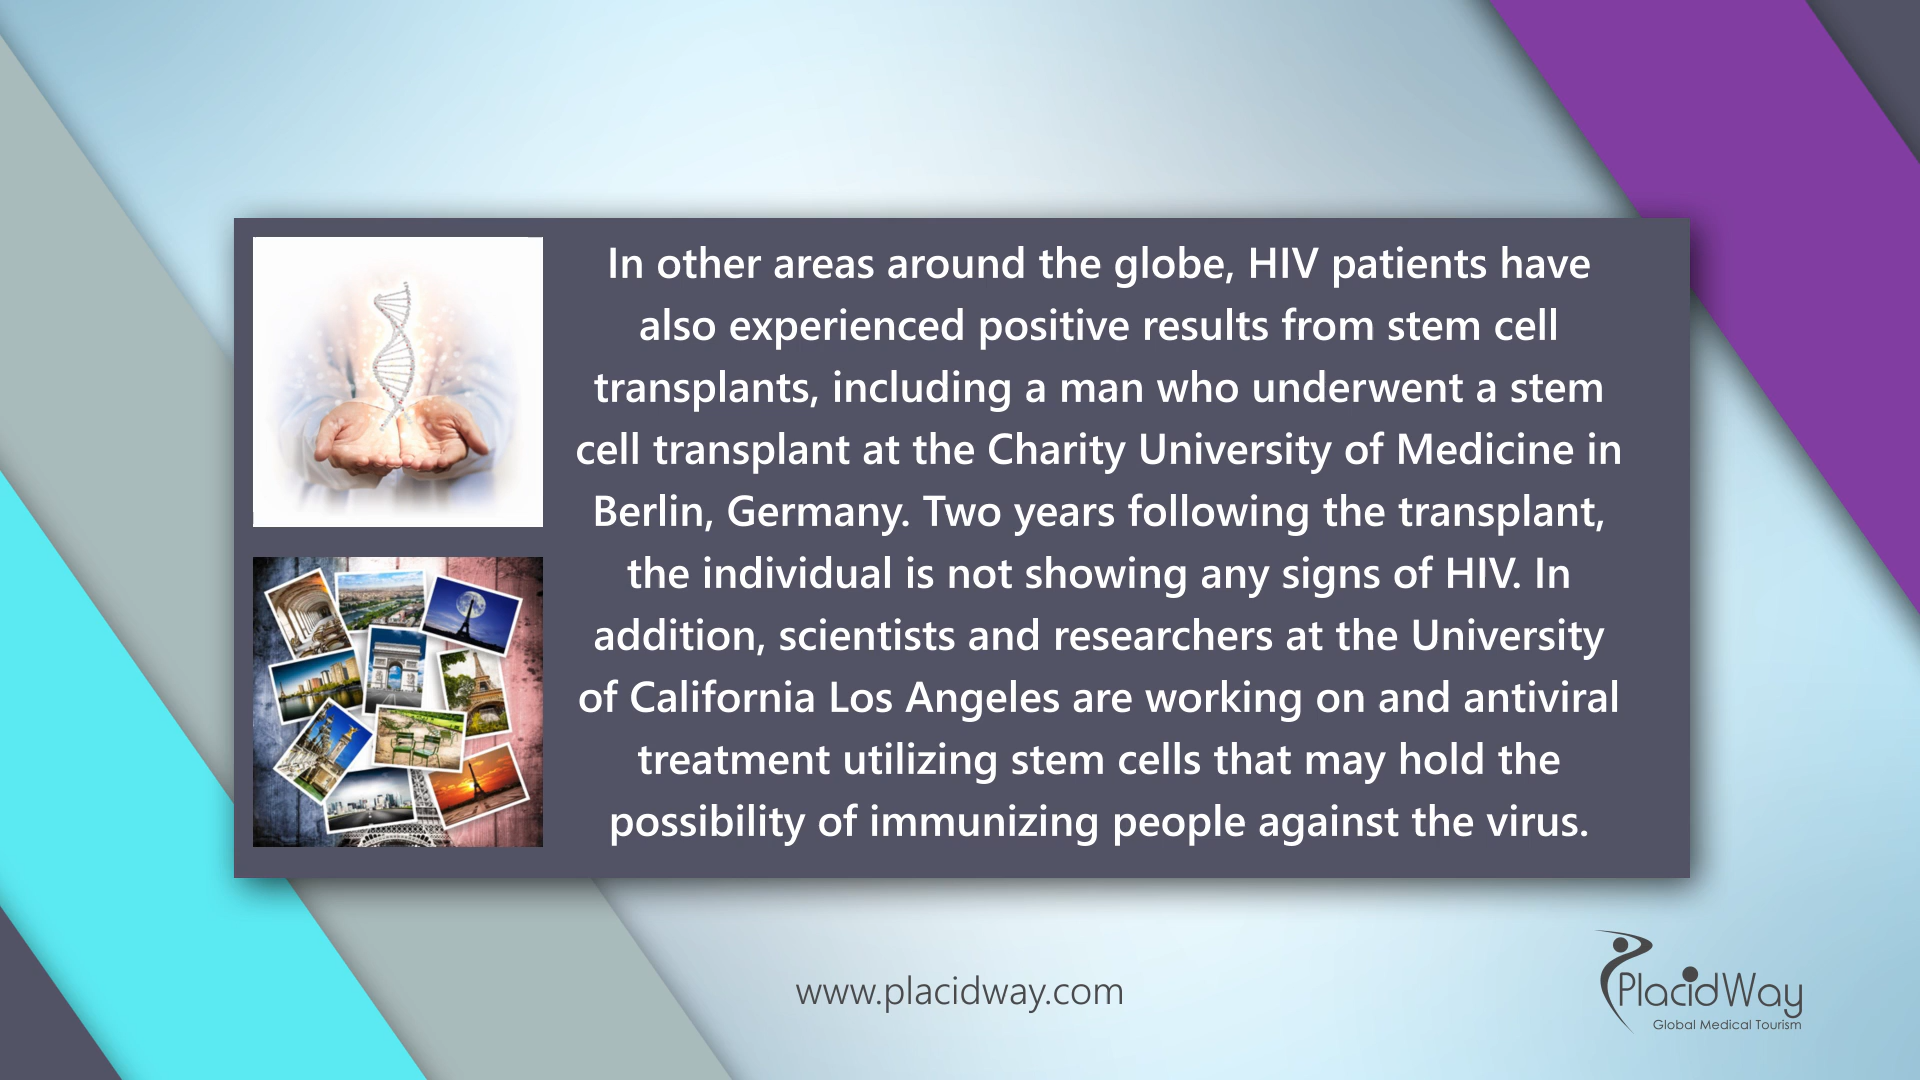 In other areas around the globe, HIV patients have
also experienced positive results from stem cell
transplants, including a man who underwent a stem
cell transplant at the Charity University of Medicine in
Berlin, Germany. Two years following the transplant,
the individual is not showing any signs of HIV. In
addition, scientists and researchers at the University
of California Los Angeles are working on and antiviral
treatment utilizing stem cells that may hold the
possibility of immunizing people against the virus.
www.placidway.com
PlacidWay
Global Medical Tourism